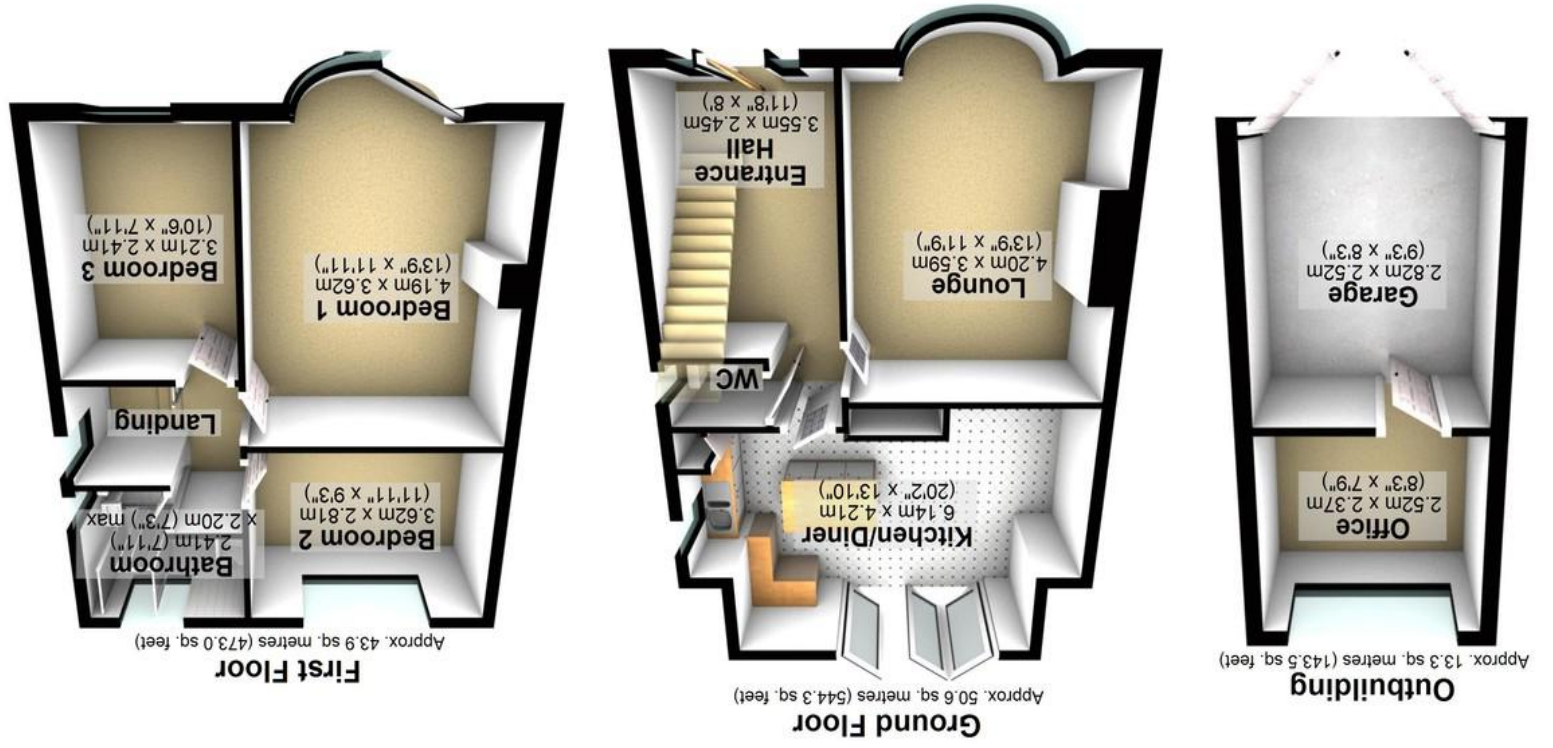 Outbuilding
Approx. 13.3 sq. metres (143.5 sq. feet)
Office
2.52m x 2.37m
(8'3" x 7'9")
Garage
2.82m x 2.52m
(9'3" x 8'3")
Ground Floor
Approx. 50.6 sq. metres (544.3 sq. feet)
Kitchen/Diner
6.14m x 4.21m
(20'2" x 13'10")
WC
Lounge
4.20m x 3.59m
(13'9" x 11'9")
Entrance
Hall
3.55m x 2.45m
(11'8" x 8')
First Floor
Approx. 43.9 sq. metres (473.0 sq. feet)
Bedroom 2
3.62m x 2.81m
(11'11" x 9'3")
Bathroom
2.41m (7'11")
x 2.20m (7'3") max
Landing
Bedroom 1
4.19m x 3.62m
(13'9" x 11'11")
Bedroom 3
3.21m x 2.41m
(10'6" x 7'11")